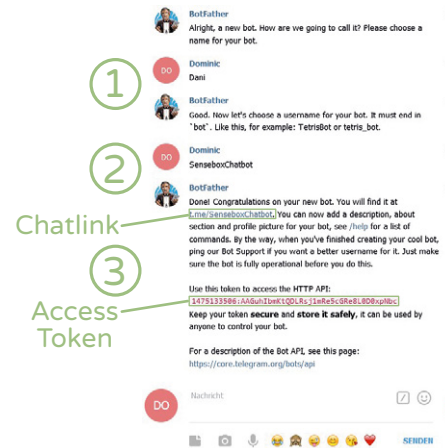 BotFather
Alright, a new bot. How are we going to call it? Please choose a
name for your bot.
1
Dominic
DO
Dani
BotFather
Good. Now let's choose a username for your bot. It must end in
`bot`. Like this, for example: TetrisBot or tetris_bot.
2
Dominic
DO
SenseboxChatbot
BotFather
Done! Congratulations on your new bot. You will find it at
Chatlink
t.me/SenseboxChatbot. You can now add a description, about
section and profile picture for your bot, see /help for a list of
commands. By the way, when you've finished creating your cool bot,
ping our Bot Support if you want a better username for it. Just make
sure the bot is fully operational before you do this.
3
Use this token to access the HTTP API:
Access
Token
Keep your token secure and store it safely, it can be used by
anyone to control your bot.
For a description of the Bot API, see this page:
https://core.telegram.org/bots/api
DO
Nachricht
SENDEN